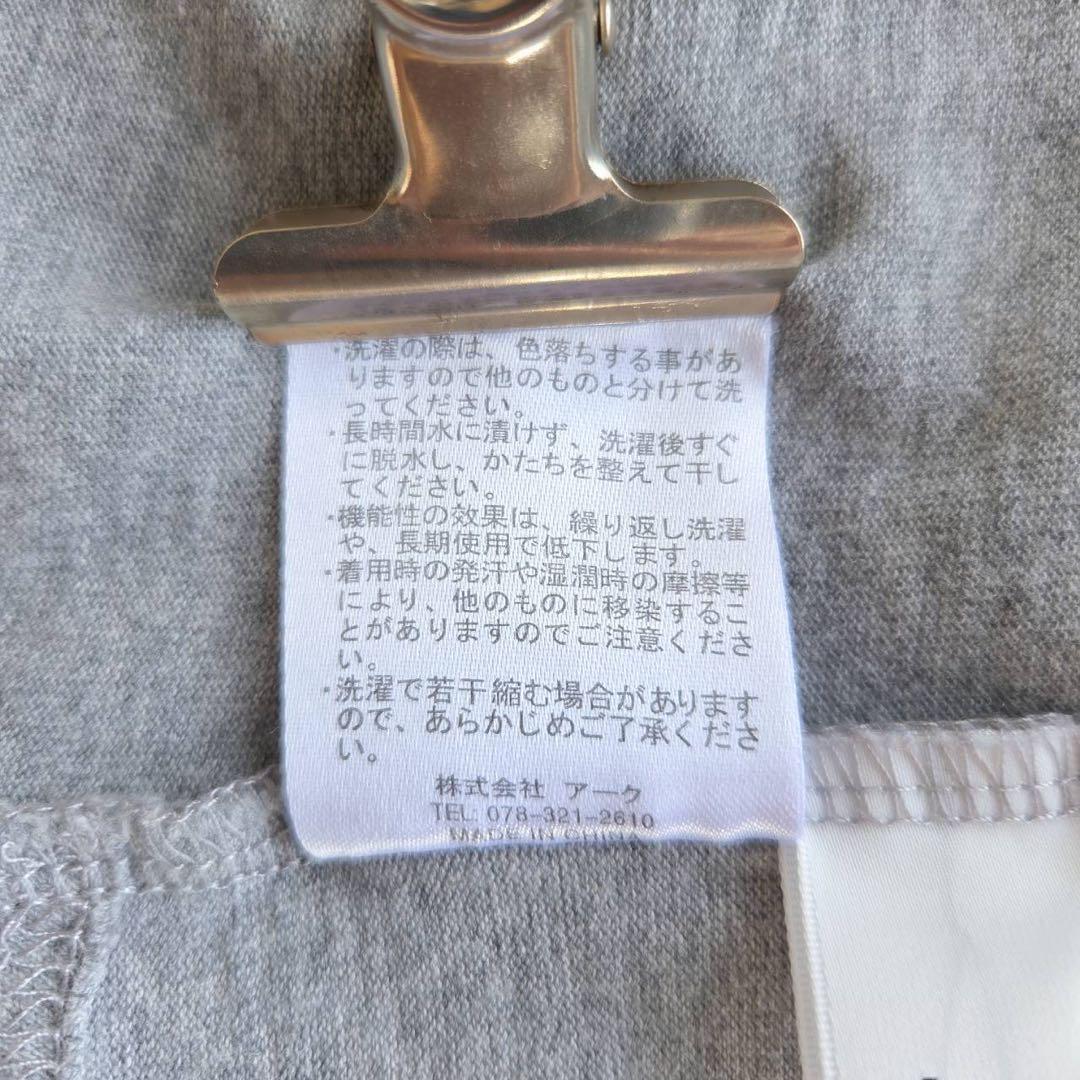 ・洗濯の際は、色落ちする事があ
りますので他のものと分けて洗
ってください。
・長時間水に漬けず、洗濯後すぐ
に脱水し、かたちを整えて干し
てください。
・機能性の効果は、繰り返し洗濯
や、長期使用で低下します。
・着用時の発汗や湿潤時の摩擦等
により、他のものに移染するこ
とがありますのでご注意くださ
い。
・洗濯で若干縮む場合があります
ので、あらかじめご了承くださ
い。
株式会社 アーク
TEL: 078-321-2610
MADE IN CHINA